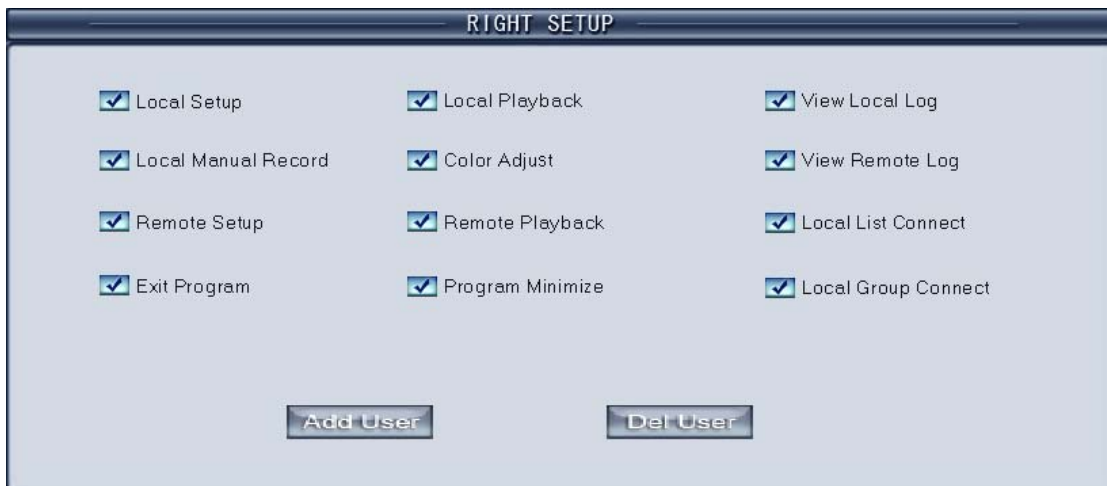 RIGHT SETUP
Local Setup Local Playback View Local Log
Local Manual Record Color Adjust View Remote Log
Remote Setup Remote Playback Local List Connect
Exit Program Program Minimize Local Group Connect
Add User Del User